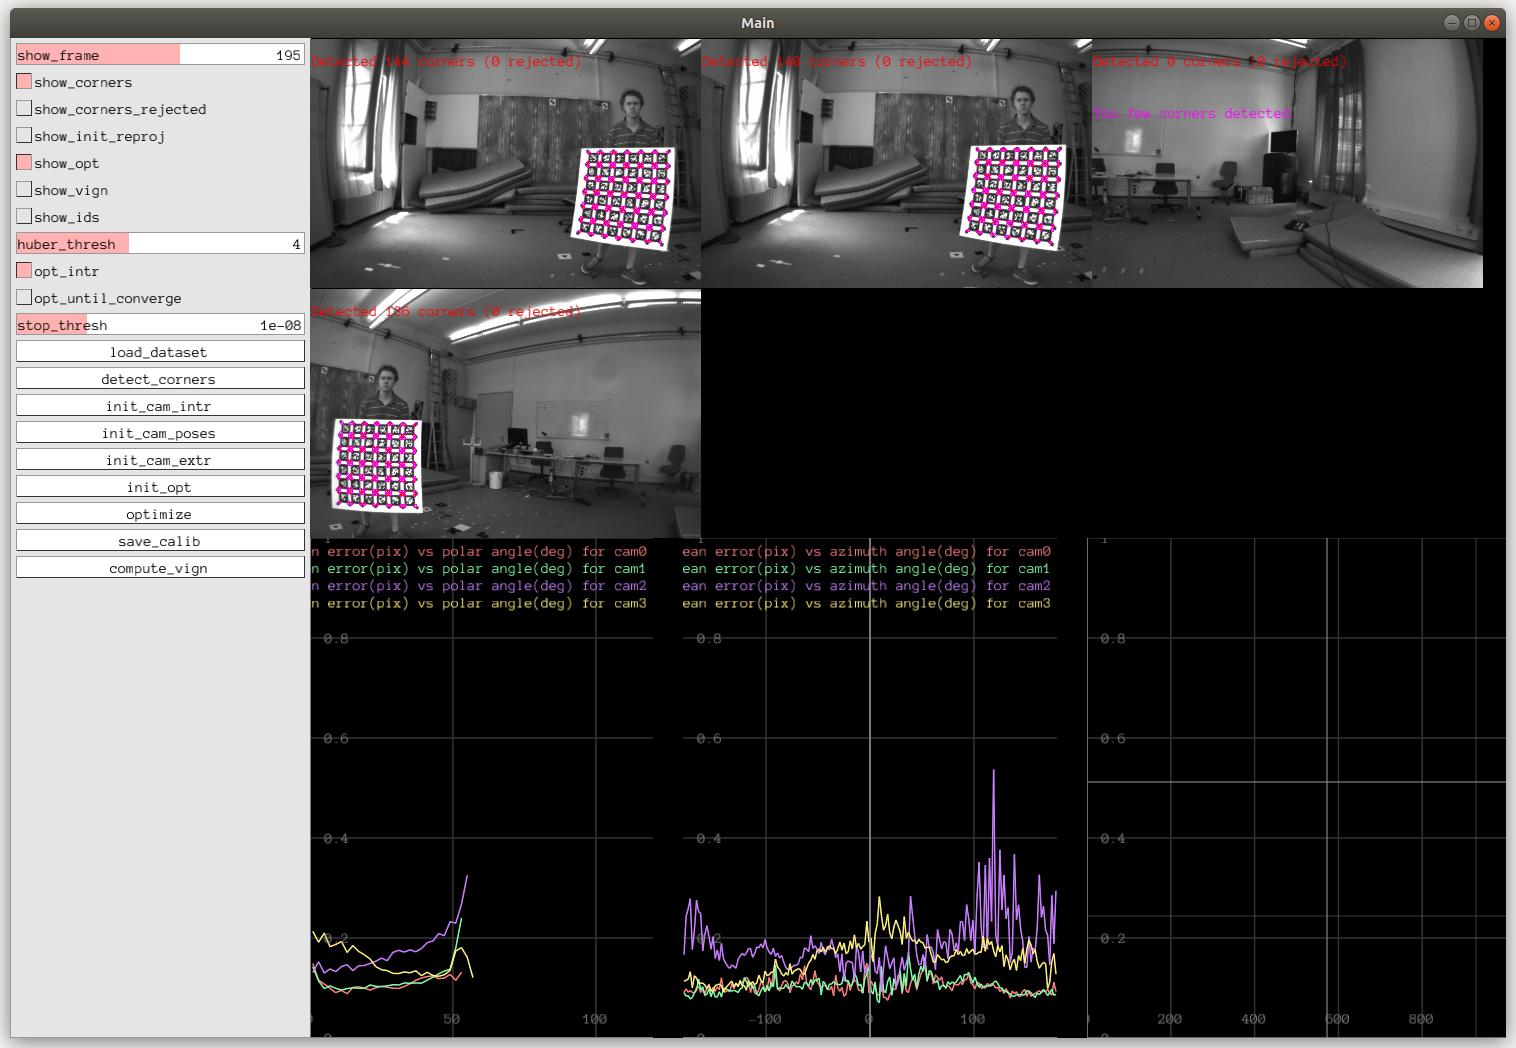 Main
show_frame 195
show_corners
show_corners_rejected
show_init_reproj
show_opt
show_vign
show_ids
huber_thresh 4
opt_intr
opt_until_converge
stop_thresh 1e-08
load_dataset
detect_corners
init_cam_intr
init_cam_poses
init_cam_extr
init_opt
optimize
save_calib
compute_vign
Detected 144 corners (0 rejected)
Detected corners (0 rejected)
Detected 0 corners (0 rejected)
few corners detected
Detected 136 corners (0 rejected)
n error(pix) vs polar angle(deg) for cam0
n error(pix) vs polar angle(deg) for cam1
n error(pix) vs polar angle(deg) for cam2
n error(pix) vs polar angle(deg) for cam3
0.8
0.6
0.4
0.2
50 100
ean error(pix) vs azimuth angle(deg) for cam0
ean error(pix) vs azimuth angle(deg) for cam1
ean error(pix) vs azimuth angle(deg) for cam2
ean error(pix) vs azimuth angle(deg) for cam3
0.8
0.6
0.4
0.2
-100 0 100
0.8
0.6
0.4
0.2
200 400 600 800